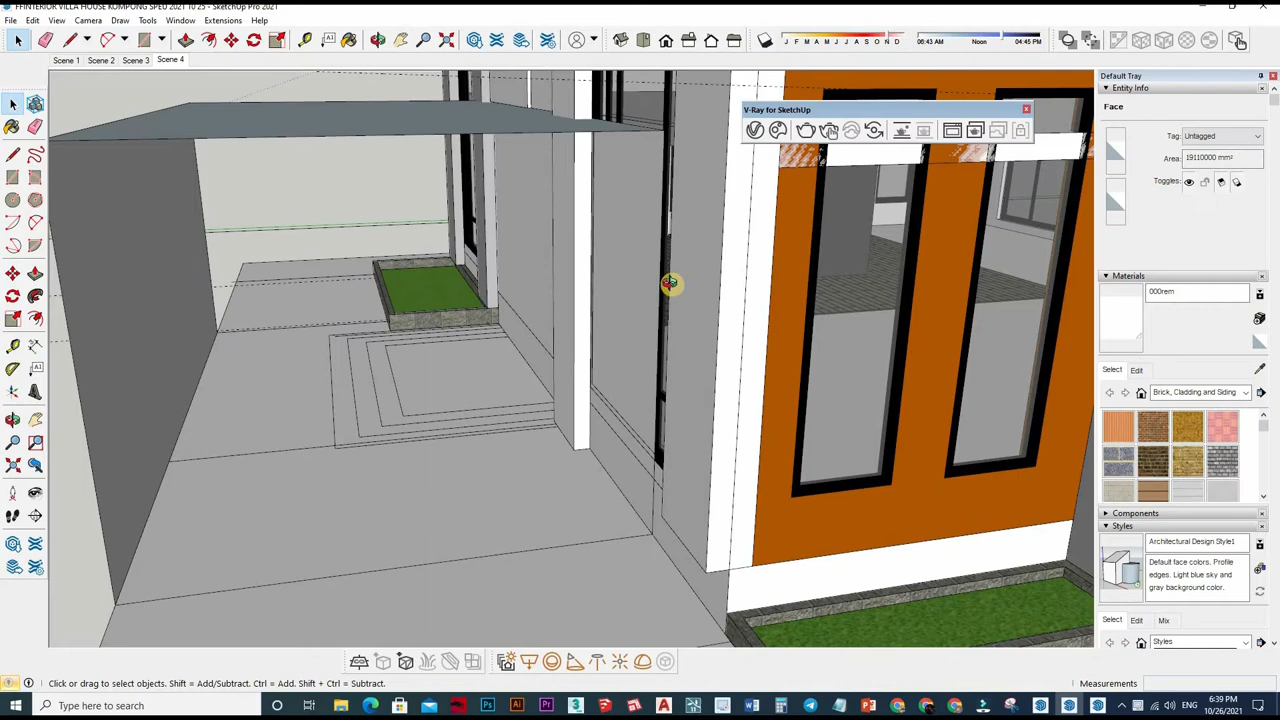 FFINTERIOR VILLA HOUSE KOMPONG SPEU 2021 10 25 - SketchUp Pro 2021
File Edit View Camera Draw Tools Window Extensions Help
J F M A M J J A S O N D 06:43 AM Noon 04:45 PM
Scene 1 Scene 2 Scene 3 Scene 4
Default Tray
Entity Info
Face
Tag: Untagged
Area: 19110000 mm²
Toggles:
V-Ray for SketchUp
Materials
000rem
Select Edit
Brick, Cladding and Siding
Components
Styles
Architectural Design Style1
Default face colors. Profile
edges. Light blue sky and
gray background color.
Select Edit Mix
Styles
Click or drag to select objects. Shift = Add/Subtract. Ctrl = Add. Shift + Ctrl = Subtract.
Measurements
Type here to search
6:39 PM
10/26/2021